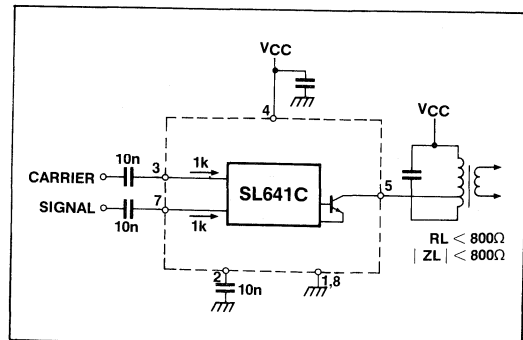 VCC
4
VCC
10n
3
1k
CARRIER
SL641C
5
SIGNAL
7
10n
1k
RL < 800Ω
| ZL | < 800Ω
2
10n
1,8